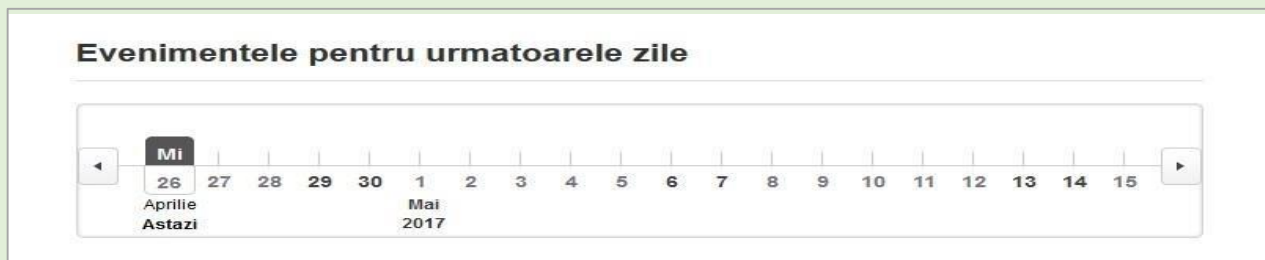 Evenimentele pentru urmatoarele zile
Mi
26 27 28 29 30 1 2 3 4 5 6 7 8 9 10 11 12 13 14 15
Aprilie Mai
Astazi 2017